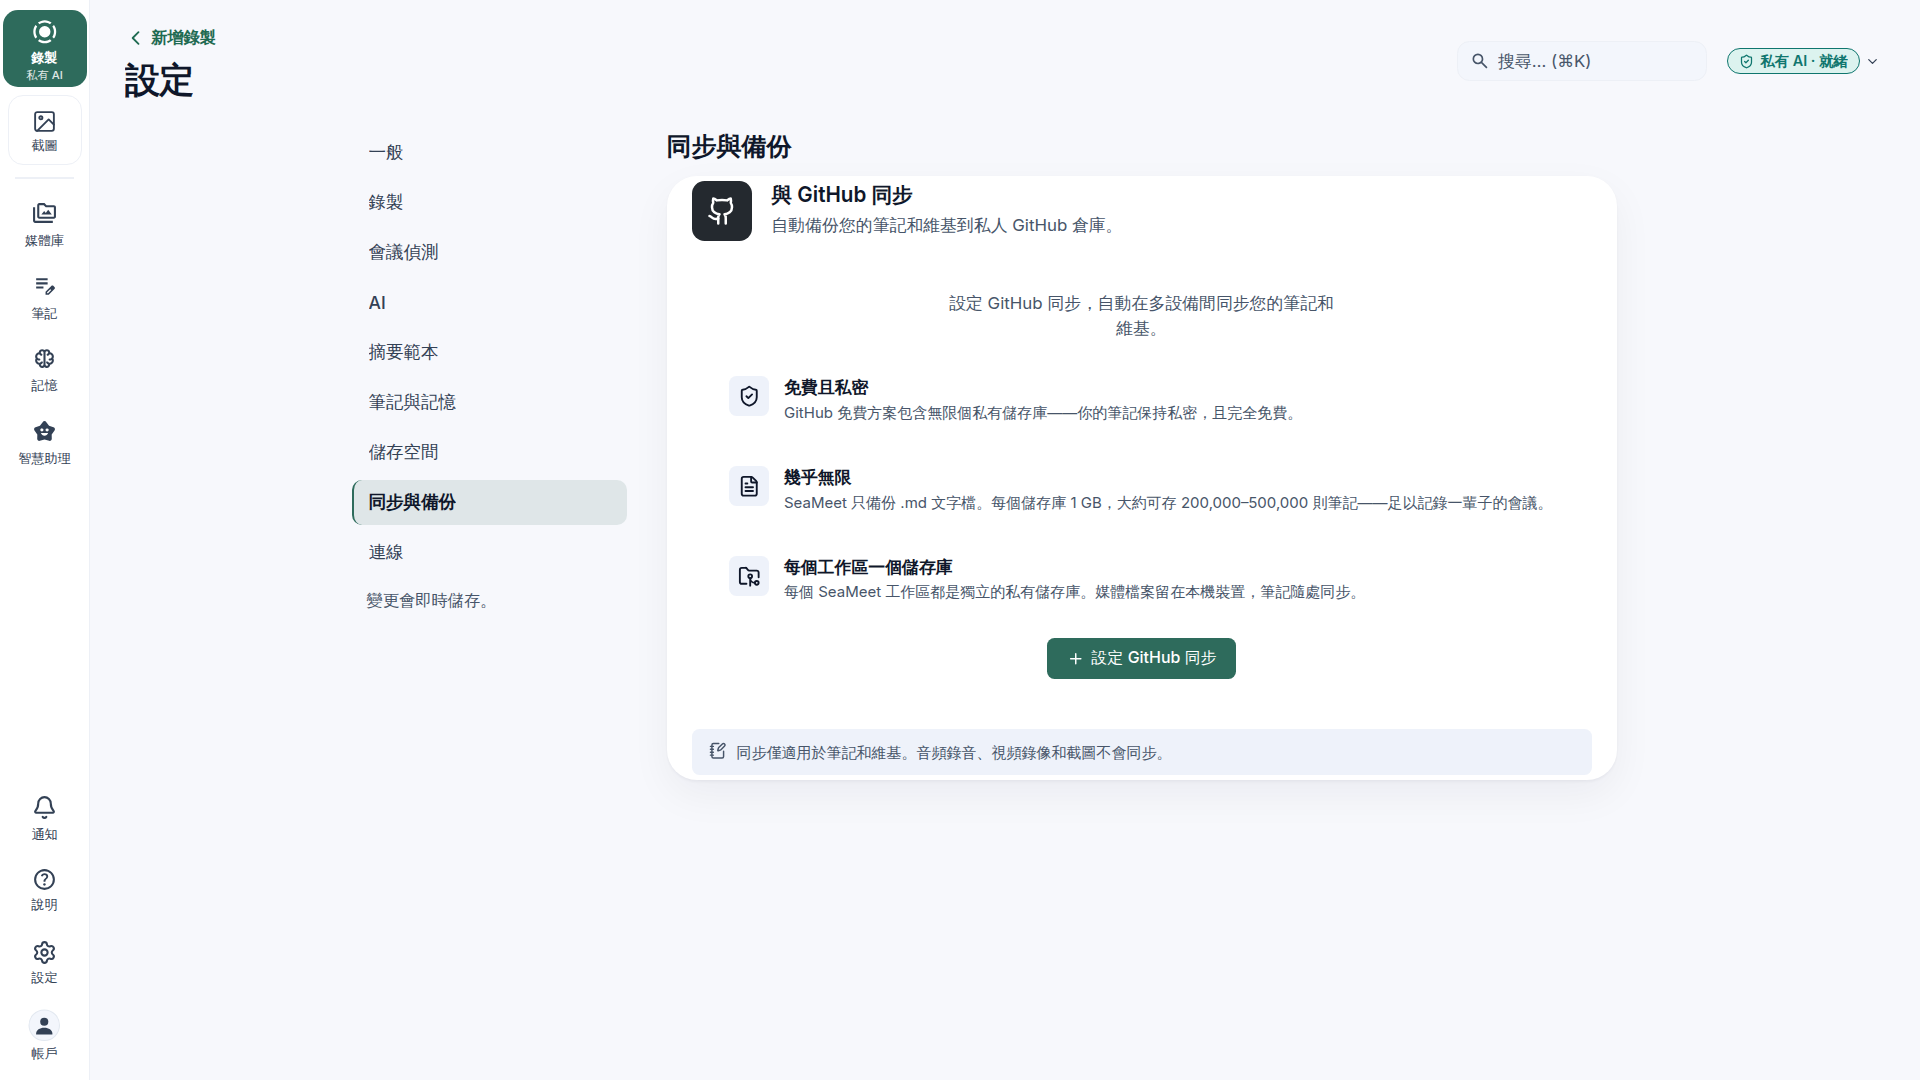 錄製
私有 AI
截圖
媒體庫
筆記
記憶
智慧助理
通知
說明
設定
帳戶
新增錄製
設定
搜尋... (⌘K)
私有 AI · 就緒
一般
錄製
會議偵測
AI
摘要範本
筆記與記憶
儲存空間
同步與備份
連線
變更會即時儲存。
同步與備份
與 GitHub 同步
自動備份您的筆記和維基到私人 GitHub 倉庫。
設定 GitHub 同步，自動在多設備間同步您的筆記和
維基。
免費且私密
GitHub 免費方案包含無限個私有儲存庫——你的筆記保持私密，且完全免費。
幾乎無限
SeaMeet 只備份 .md 文字檔。每個儲存庫 1 GB，大約可存 200,000–500,000 則筆記——足以記錄一輩子的會議。
每個工作區一個儲存庫
每個 SeaMeet 工作區都是獨立的私有儲存庫。媒體檔案留在本機裝置，筆記隨處同步。
設定 GitHub 同步
同步僅適用於筆記和維基。音頻錄音、視頻錄像和截圖不會同步。